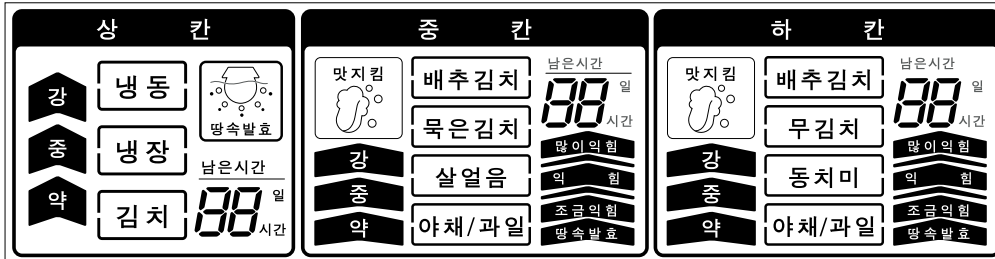 상 칸
강
중
약
냉동
냉장
김치
땅속발효
남은시간
88
일
시간
중 칸
맛지킴
강
중
약
배추김치
묵은김치
살얼음
야채/과일
남은시간
88
일
시간
많이익힘
익 힘
조금익힘
땅속발효
하 칸
맛지킴
강
중
약
배추김치
무김치
동치미
야채/과일
남은시간
88
일
시간
많이익힘
익 힘
조금익힘
땅속발효